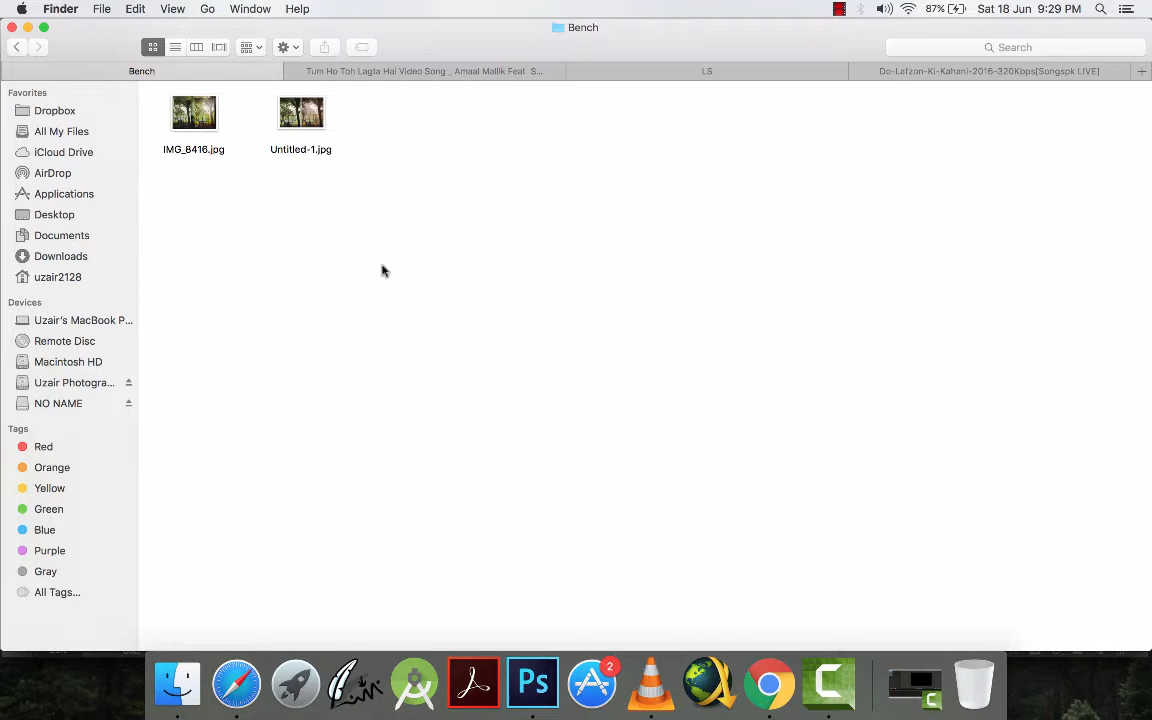 Finder File Edit View Go Window Help 87% Sat 18 Jun 9:29 PM
Bench
Search
Bench Tum Ho Toh Lagta Hai Video Song _ Amaal Mallik Feat S... LS Do-Lafzon-Ki-Kahani-2016-320Kbps[Songspk LIVE] +
Favorites
Dropbox
All My Files
iCloud Drive
AirDrop
Applications
Desktop
Documents
Downloads
uzair2128
Devices
Uzair's MacBook P...
Remote Disc
Macintosh HD
Uzair Photogra...
NO NAME
Tags
Red
Orange
Yellow
Green
Blue
Purple
Gray
All Tags...
IMG_8416.jpg Untitled-1.jpg
Ps 2 C C